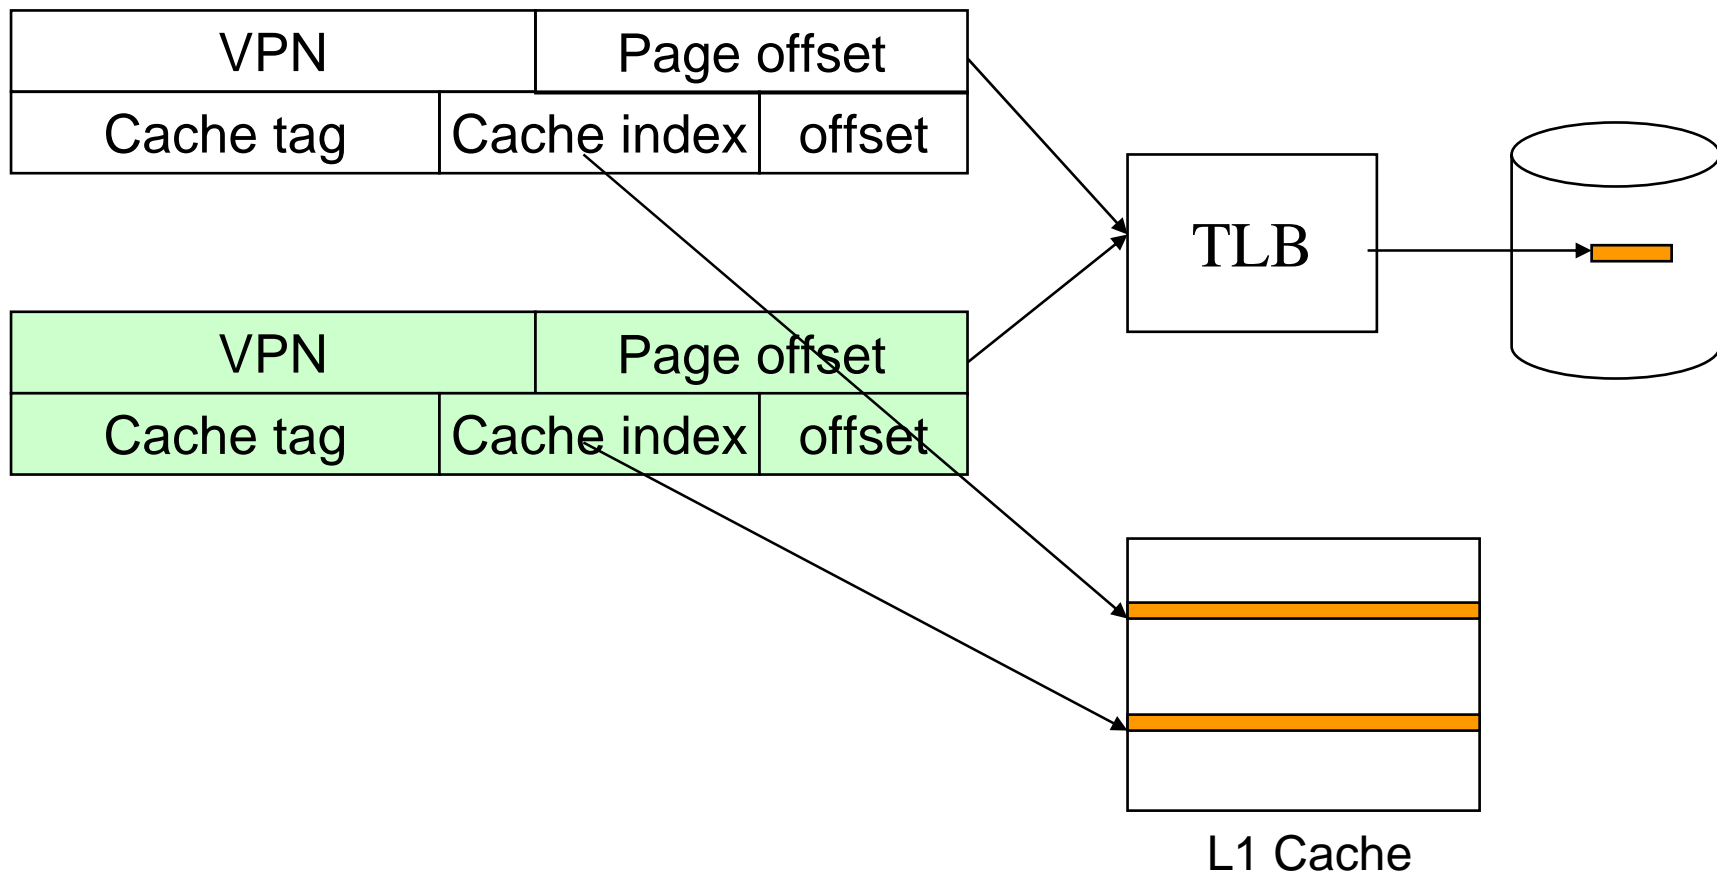 VPN Page offset
Cache tag Cache index offset
TLB
VPN Page offset
Cache tag Cache index offset
L1 Cache